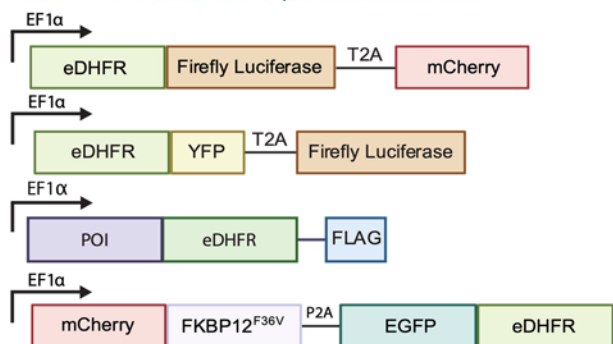 EF1α
eDHFR Firefly Luciferase T2A mCherry
EF1α
eDHFR YFP T2A Firefly Luciferase
EF1α
POI eDHFR FLAG
EF1α
mCherry FKBP12F36V P2A EGFP eDHFR